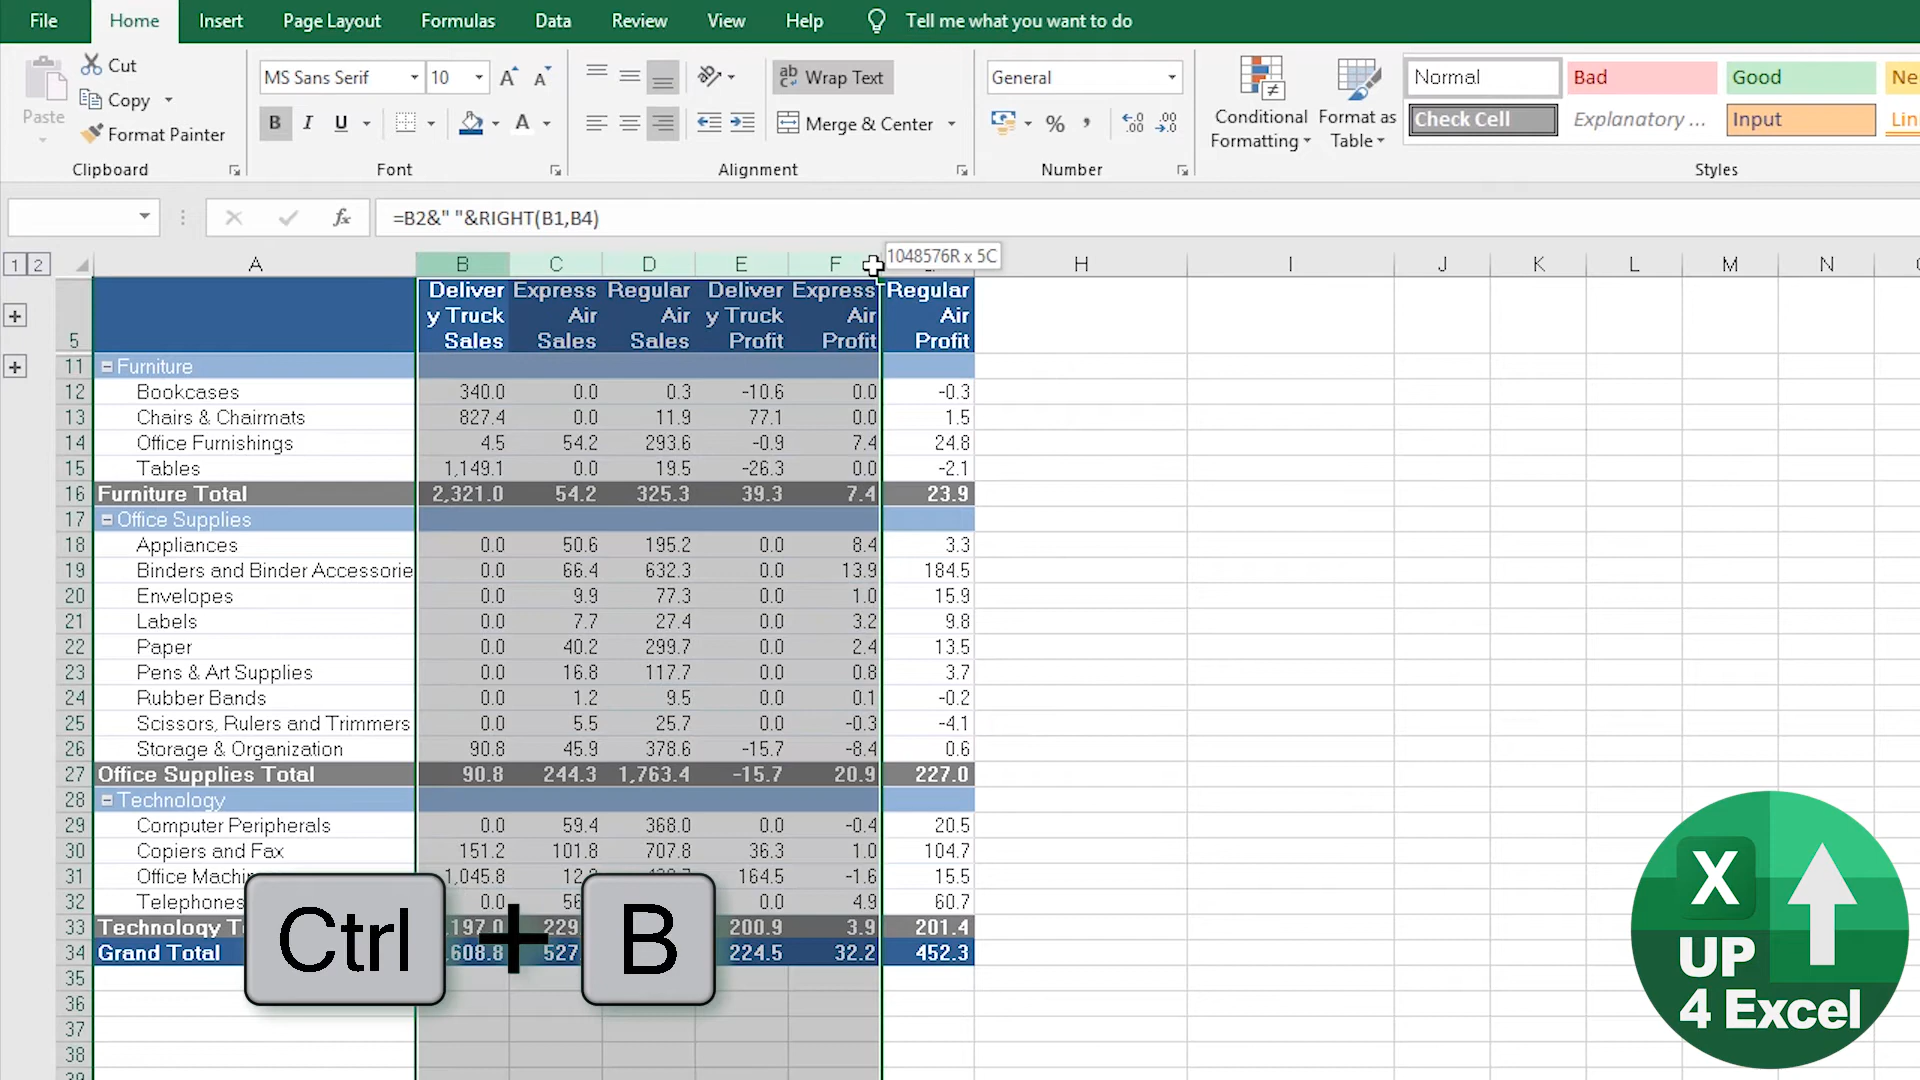 File Home Insert Page Layout Formulas Data Review View Help Tell me what you want to do
Paste Cut Copy Format Painter Clipboard
MS Sans Serif 10 A A B I U A Font
ab Wrap Text Merge & Center Alignment
General % , Number
Conditional Formatting Format as Table
Normal Bad Good Ne
Check Cell Explanatory ... Input Lin
Styles
fx =B2&" "&RIGHT(B1,B4)
1048576R x 5C
1 2 A B C D E F H I J K L M N
5 Delivery Truck Sales Express Air Sales Regular Air Sales Delivery Truck Profit Express Air Profit Regular Air Profit
11 Furniture
12 Bookcases 340.0 0.0 0.3 -10.6 0.0 -0.3
13 Chairs & Chairmats 827.4 0.0 11.9 77.1 0.0 1.5
14 Office Furnishings 4.5 54.2 293.6 -0.9 7.4 24.8
15 Tables 1,149.1 0.0 19.5 -26.3 0.0 -2.1
16 Furniture Total 2,321.0 54.2 325.3 39.3 7.4 23.9
17 Office Supplies
18 Appliances 0.0 50.6 195.2 0.0 8.4 3.3
19 Binders and Binder Accessorie 0.0 66.4 632.3 0.0 13.9 184.5
20 Envelopes 0.0 9.9 77.3 0.0 1.0 15.9
21 Labels 0.0 7.7 27.4 0.0 3.2 9.8
22 Paper 0.0 40.2 299.7 0.0 2.4 13.5
23 Pens & Art Supplies 0.0 16.8 117.7 0.0 0.8 3.7
24 Rubber Bands 0.0 1.2 9.5 0.0 0.1 -0.2
25 Scissors, Rulers and Trimmers 0.0 5.5 25.7 0.0 -0.3 -4.1
26 Storage & Organization 90.8 45.9 378.6 -15.7 -8.4 0.6
27 Office Supplies Total 90.8 244.3 1,763.4 -15.7 20.9 227.0
28 Technology
29 Computer Peripherals 0.0 59.4 368.0 0.0 -0.4 20.5
30 Copiers and Fax 151.2 101.8 707.8 36.3 1.0 104.7
31 Office Machin 1,045.8 12. 164.5 -1.6 15.5
32 Telephones 0.0 56 0.0 4.9 60.7
33 Technology T 197.0 229. 200.9 3.9 201.4
34 Grand Total 608.8 527. 224.5 32.2 452.3
35
36
37
38
Ctrl + B
X
UP
4 Excel